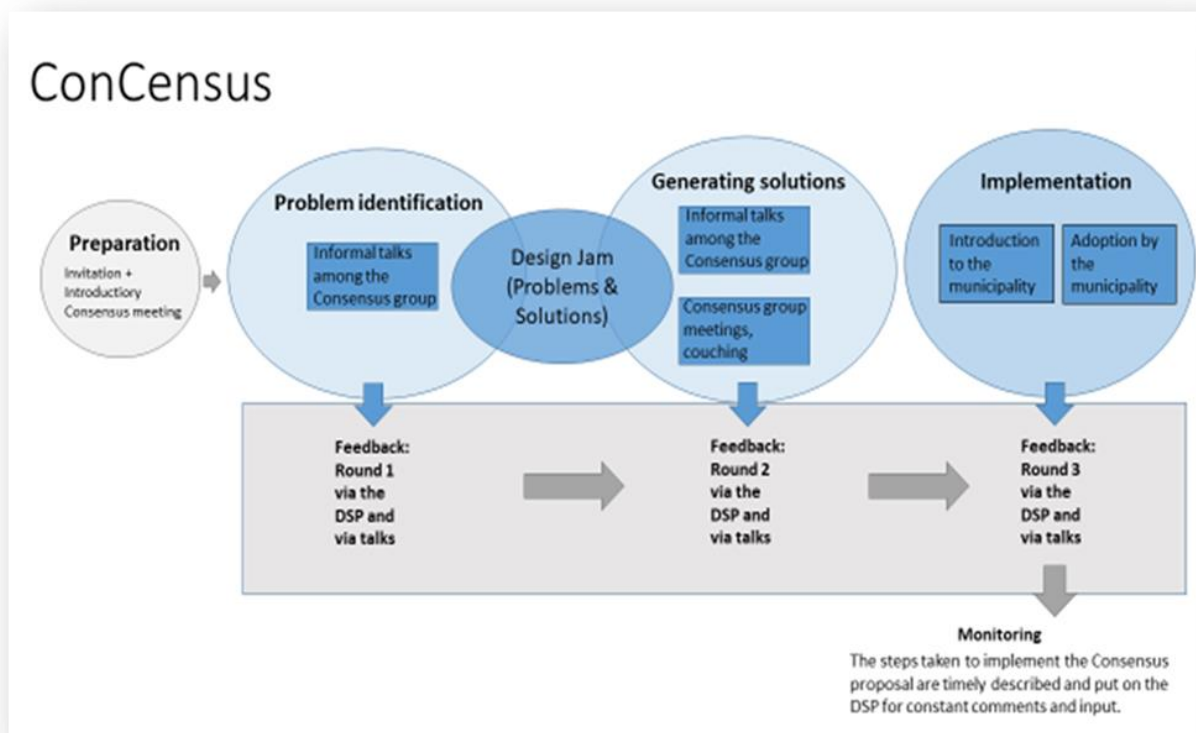 ConCensus
Preparation
Invitation +
Introductiory
Consensus meeting
Problem identification
Informal talks
among the
Consensus group
Design Jam
(Problems &
Solutions)
Generating solutions
Informal talks
among the
Consensus group
Consensus group
meetings,
couching
Implementation
Introduction
to the
municipality
Adoption by
the
municipality
Feedback:
Round 1
via the
DSP and
via talks
Feedback:
Round 2
via the
DSP and
via talks
Feedback:
Round 3
via the
DSP and
via talks
Monitoring
The steps taken to implement the Consensus
proposal are timely described and put on the
DSP for constant comments and input.